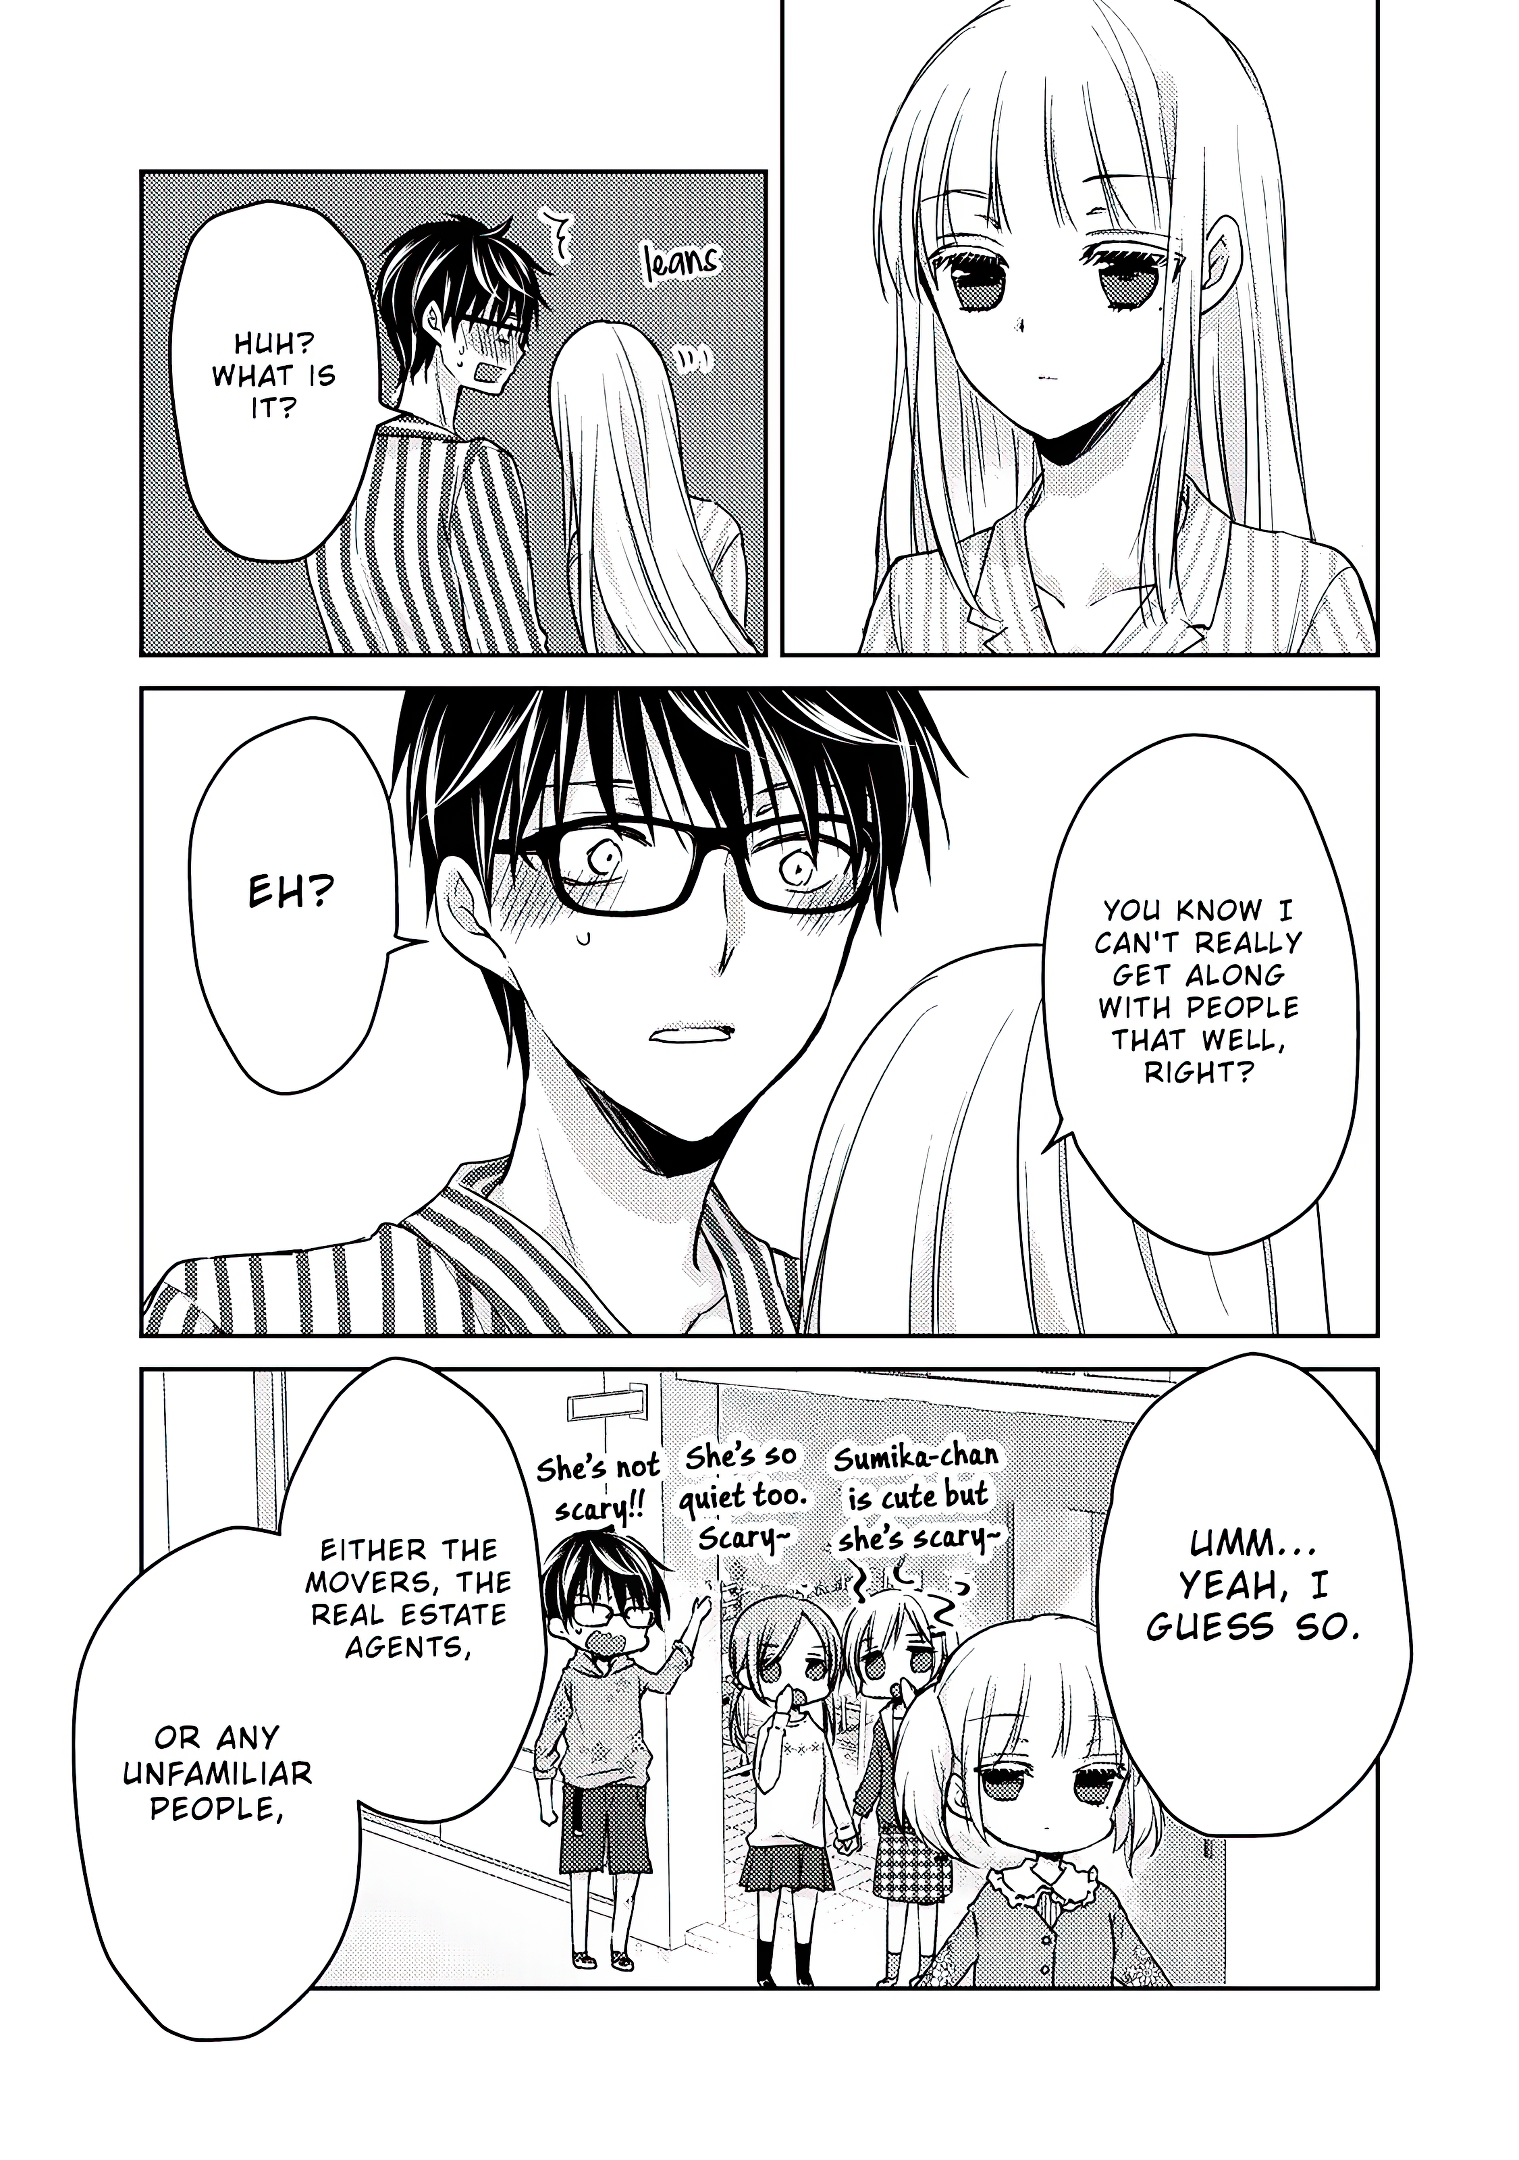 leans
HUH?
WHAT IS
IT?
YOU KNOW I
CAN'T REALLY
GET ALONG
WITH PEOPLE
THAT WELL,
RIGHT?
EH?
UMM...
YEAH, I
GUESS SO.
Sumika-chan
is cute but
she's scary~
She's so
quiet too.
Scary~
She's not
scary!!
EITHER THE
MOVERS, THE
REAL ESTATE
AGENTS,
OR ANY
UNFAMILIAR
PEOPLE,